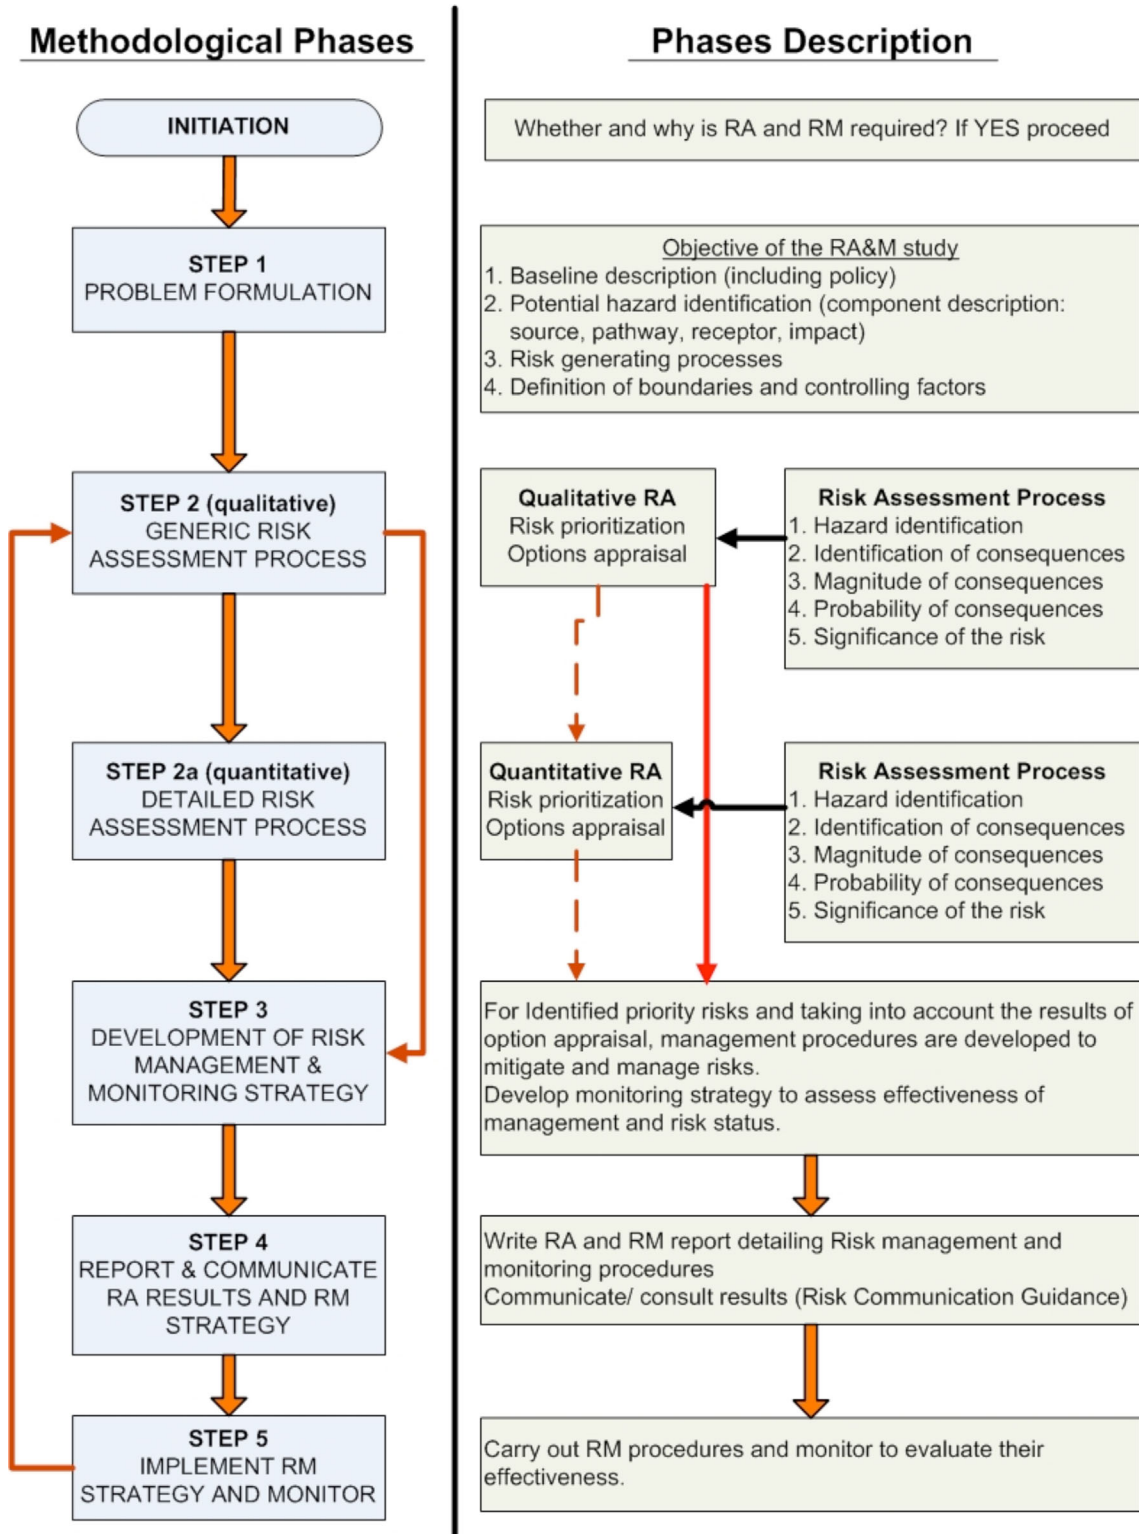 Methodological Phases
Phases Description
INITIATION
Whether and why is RA and RM required? If YES proceed
STEP 1
PROBLEM FORMULATION
Objective of the RA&M study
1. Baseline description (including policy)
2. Potential hazard identification (component description:
source, pathway, receptor, impact)
3. Risk generating processes
4. Definition of boundaries and controlling factors
STEP 2 (qualitative)
GENERIC RISK
ASSESSMENT PROCESS
Qualitative RA
Risk prioritization
Options appraisal
Risk Assessment Process
1. Hazard identification
2. Identification of consequences
3. Magnitude of consequences
4. Probability of consequences
5. Significance of the risk
STEP 2a (quantitative)
DETAILED RISK
ASSESSMENT PROCESS
Quantitative RA
Risk prioritization
Options appraisal
Risk Assessment Process
1. Hazard identification
2. Identification of consequences
3. Magnitude of consequences
4. Probability of consequences
5. Significance of the risk
STEP 3
DEVELOPMENT OF RISK
MANAGEMENT &
MONITORING STRATEGY
For Identified priority risks and taking into account the results of
option appraisal, management procedures are developed to
mitigate and manage risks.
Develop monitoring strategy to assess effectiveness of
management and risk status.
STEP 4
REPORT & COMMUNICATE
RA RESULTS AND RM
STRATEGY
Write RA and RM report detailing Risk management and
monitoring procedures
Communicate/ consult results (Risk Communication Guidance)
STEP 5
IMPLEMENT RM
STRATEGY AND MONITOR
Carry out RM procedures and monitor to evaluate their
effectiveness.